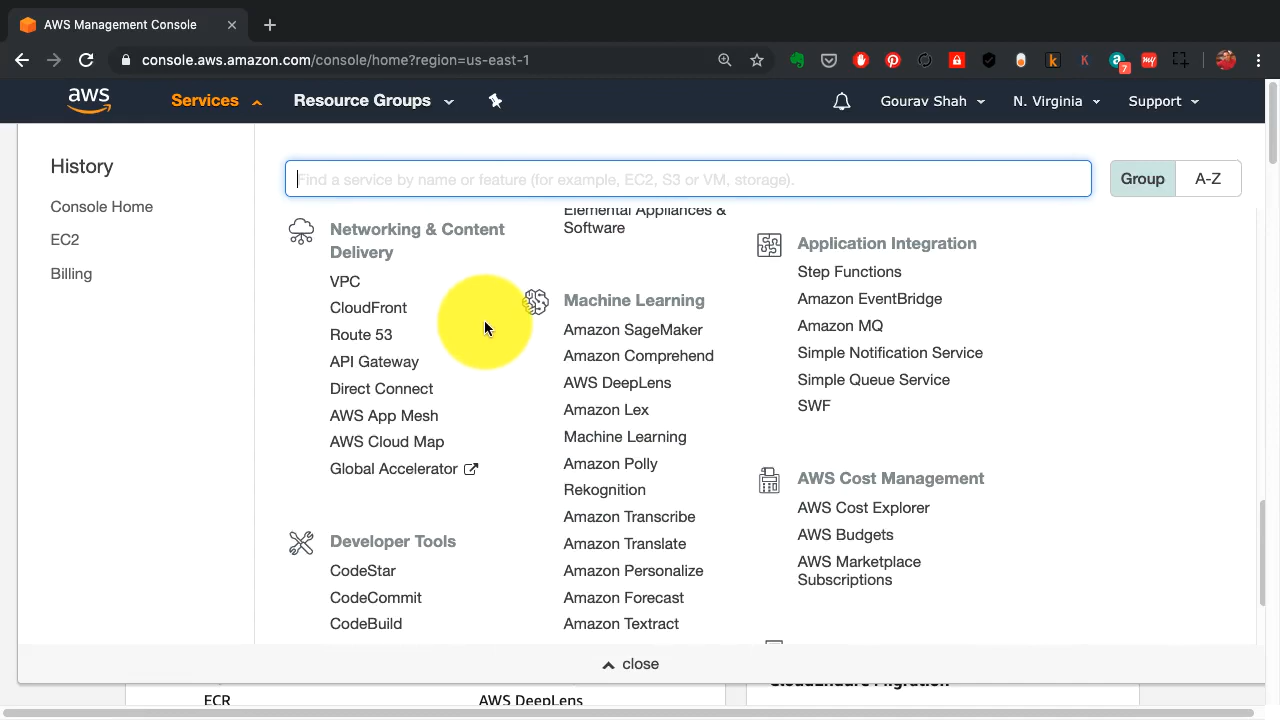 AWS Management Console
console.aws.amazon.com/console/home?region=us-east-1
7
my
k
K
a
aws
Services
Resource Groups
Gourav Shah
N. Virginia
Support
History
Console Home
EC2
Billing
Find a service by name or feature (for example, EC2, S3 or VM, storage).
Group
A-Z
Networking & Content
Delivery
VPC
CloudFront
Route 53
API Gateway
Direct Connect
AWS App Mesh
AWS Cloud Map
Global Accelerator
Developer Tools
CodeStar
CodeCommit
CodeBuild
Elemental Appliances &
Software
Machine Learning
Amazon SageMaker
Amazon Comprehend
AWS DeepLens
Amazon Lex
Machine Learning
Amazon Polly
Rekognition
Amazon Transcribe
Amazon Translate
Amazon Personalize
Amazon Forecast
Amazon Textract
Application Integration
Step Functions
Amazon EventBridge
Amazon MQ
Simple Notification Service
Simple Queue Service
SWF
AWS Cost Management
AWS Cost Explorer
AWS Budgets
AWS Marketplace
Subscriptions
close
ECR
AWS DeepLens
CloudEndure Migration